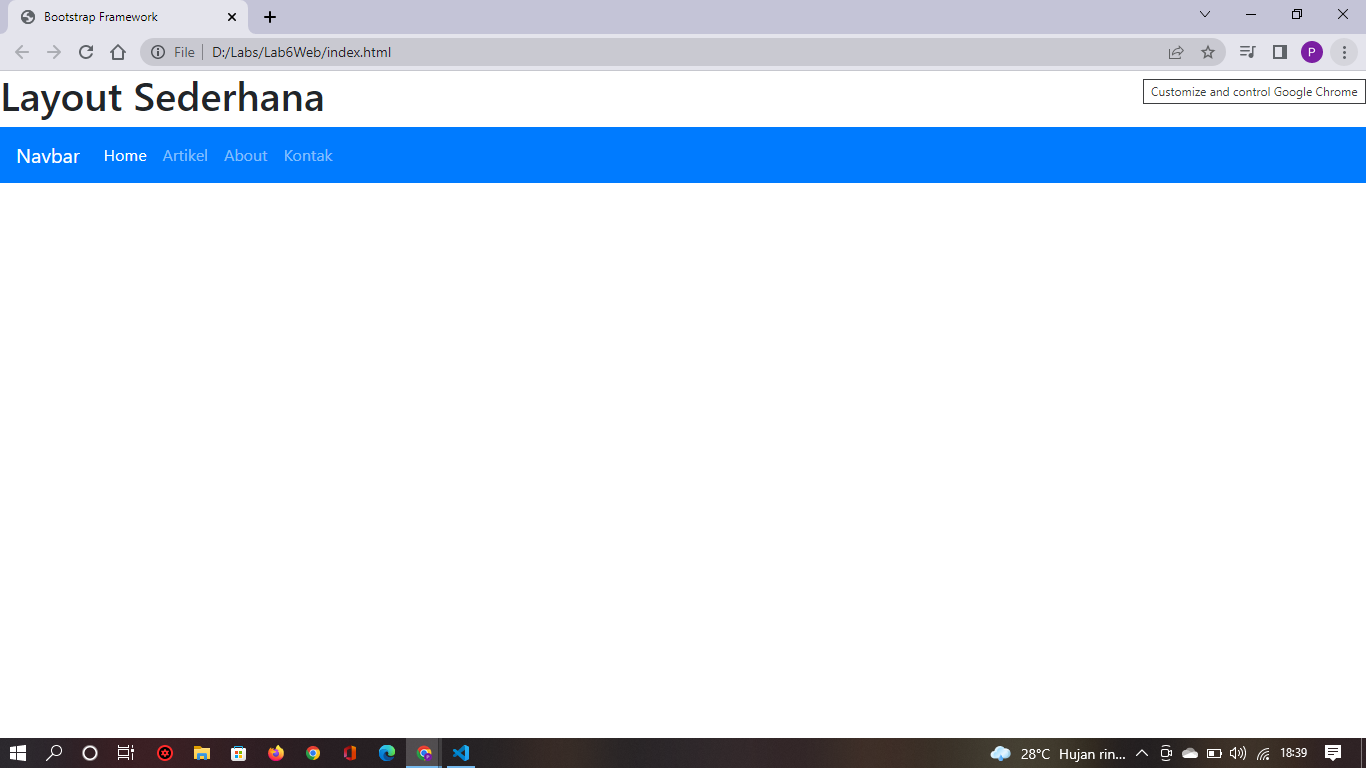 Bootstrap Framework
File D:/Labs/Lab6Web/index.html
P
Customize and control Google Chrome
Layout Sederhana
Navbar Home Artikel About Kontak
28°C Hujan rin... 18:39